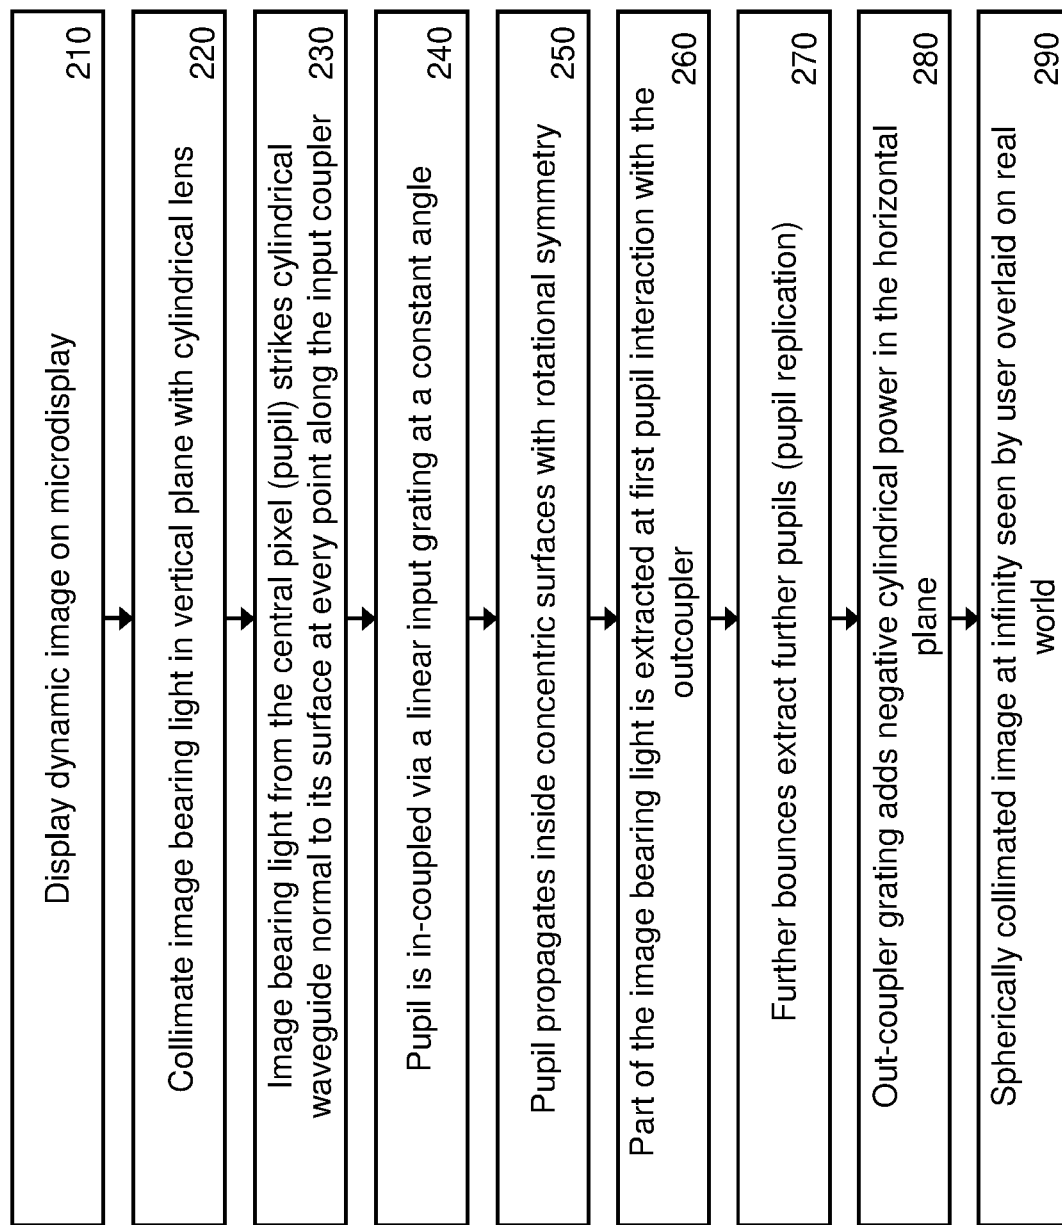 Display dynamic image on microdisplay
210
Collimate image bearing light in vertical plane with cylindrical lens
220
Image bearing light from the central pixel (pupil) strikes cylindrical
waveguide normal to its surface at every point along the input coupler
230
Pupil is in-coupled via a linear input grating at a constant angle
240
Pupil propagates inside concentric surfaces with rotational symmetry
250
Part of the image bearing light is extracted at first pupil interaction with the
outcoupler
260
Further bounces extract further pupils (pupil replication)
270
Out-coupler grating adds negative cylindrical power in the horizontal
plane
280
Spherically collimated image at infinity seen by user overlaid on real
world
290